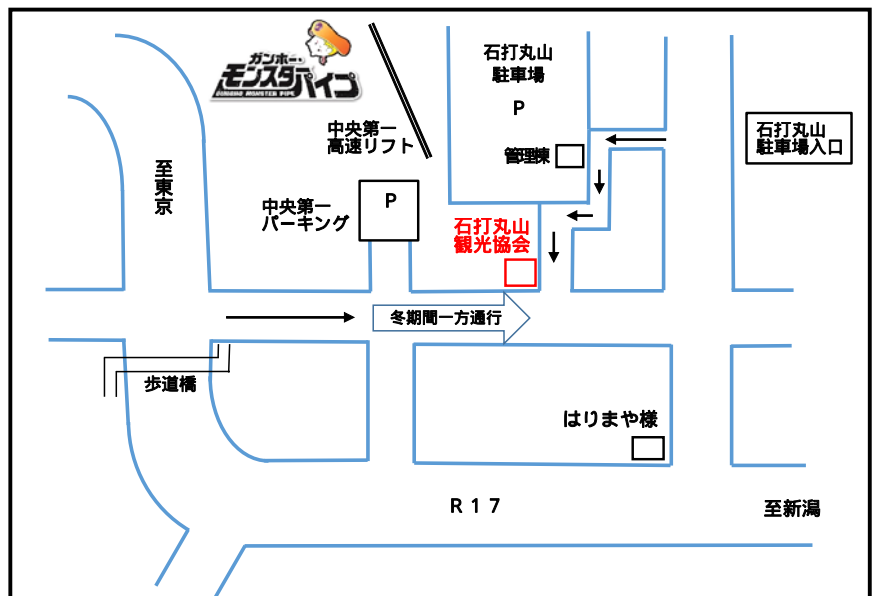 ガンホー・
モンスターパイプ
GUNGHO MONSTER PIPE
石打丸山
駐車場
P
管理棟
石打丸山
駐車場入口
中央第一
高速リフト
至東京
中央第一
パーキング
P
石打丸山
観光協会
冬期間一方通行
歩道橋
はりまや様
R17
至新潟